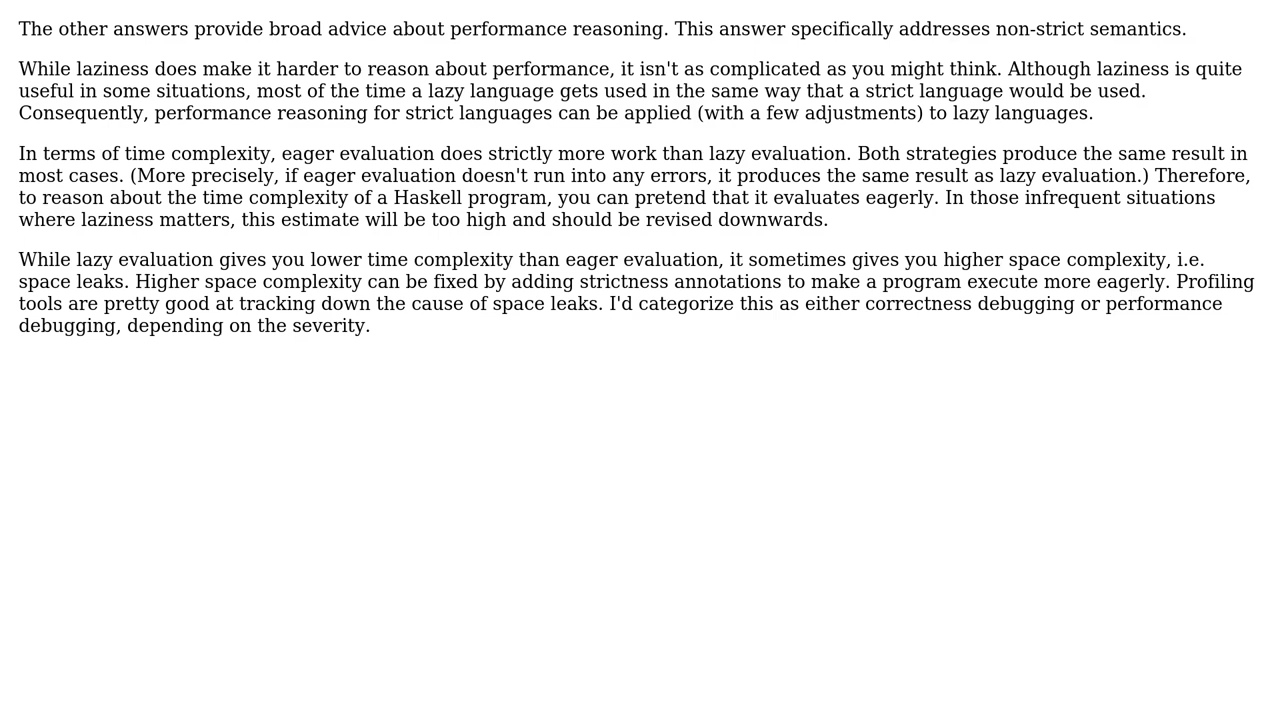 The other answers provide broad advice about performance reasoning. This answer specifically addresses non-strict semantics.
While laziness does make it harder to reason about performance, it isn't as complicated as you might think. Although laziness is quite
useful in some situations, most of the time a lazy language gets used in the same way that a strict language would be used.
Consequently, performance reasoning for strict languages can be applied (with a few adjustments) to lazy languages.
In terms of time complexity, eager evaluation does strictly more work than lazy evaluation. Both strategies produce the same result in
most cases. (More precisely, if eager evaluation doesn't run into any errors, it produces the same result as lazy evaluation.) Therefore,
to reason about the time complexity of a Haskell program, you can pretend that it evaluates eagerly. In those infrequent situations
where laziness matters, this estimate will be too high and should be revised downwards.
While lazy evaluation gives you lower time complexity than eager evaluation, it sometimes gives you higher space complexity, i.e.
space leaks. Higher space complexity can be fixed by adding strictness annotations to make a program execute more eagerly. Profiling
tools are pretty good at tracking down the cause of space leaks. I'd categorize this as either correctness debugging or performance
debugging, depending on the severity.